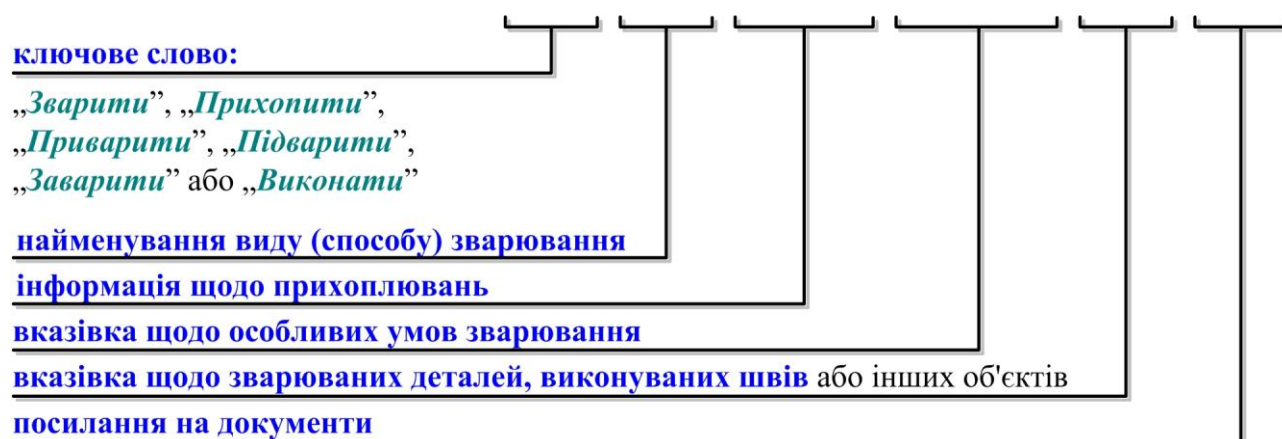 ключове слово:
„Зварити”, „Прихопити”,
„Приварити”, „Підварити”,
„Заварити” або „Виконати”
найменування виду (способу) зварювання
інформація щодо прихоплювань
вказівка щодо особливих умов зварювання
вказівка щодо зварюваних деталей, виконуваних швів або інших об'єктів
посилання на документи